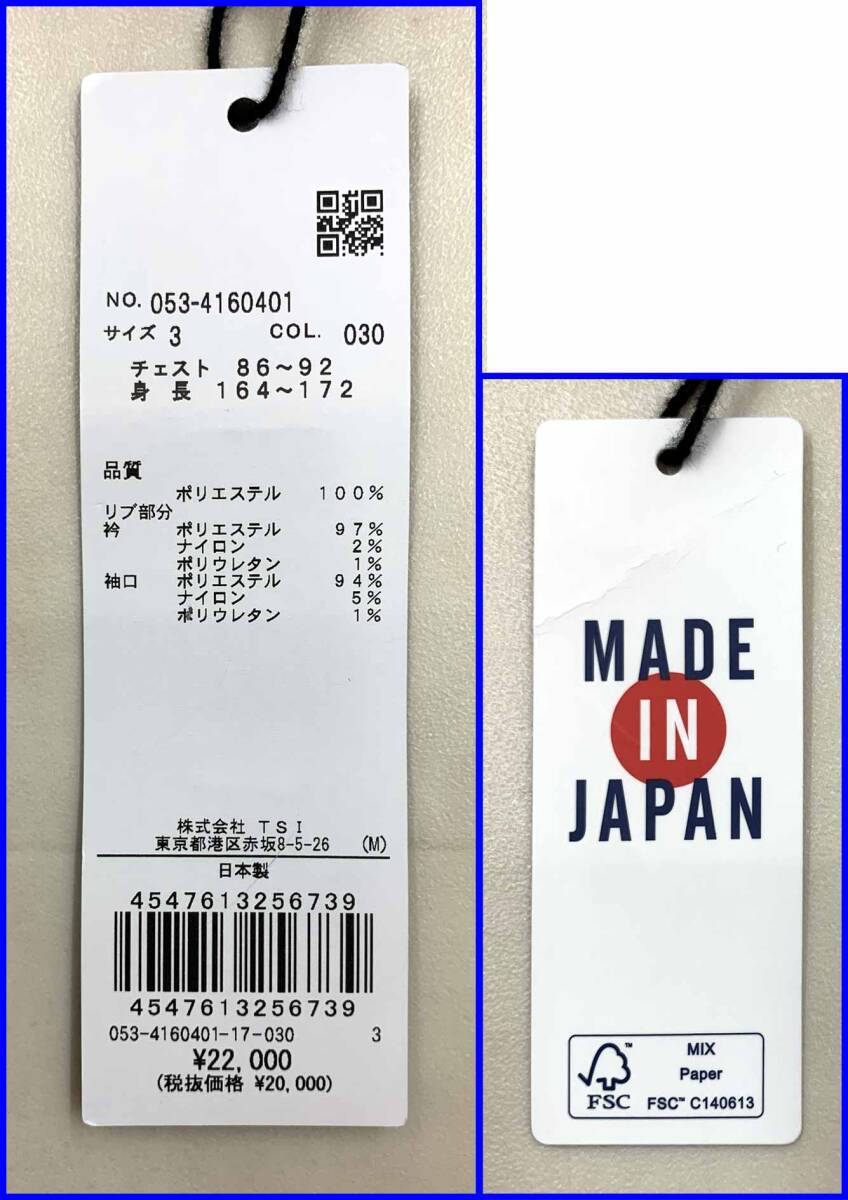 NO. 053-4160401
サイズ 3 COL. 030
チェスト 86~92
身長 164~172
品質
ポリエステル 100%
リブ部分
衿 ポリエステル 97%
ナイロン 2%
ポリウレタン 1%
袖口 ポリエステル 94%
ナイロン 5%
ポリウレタン 1%
株式会社 TSI
東京都港区赤坂8-5-26 (M)
日本製
4547613256739
4547613256739
053-4160401-17-030 3
¥22,000
(税抜価格 ¥20,000)
MADE
IN
JAPAN
FSC™
MIX
Paper
FSC™ C140613